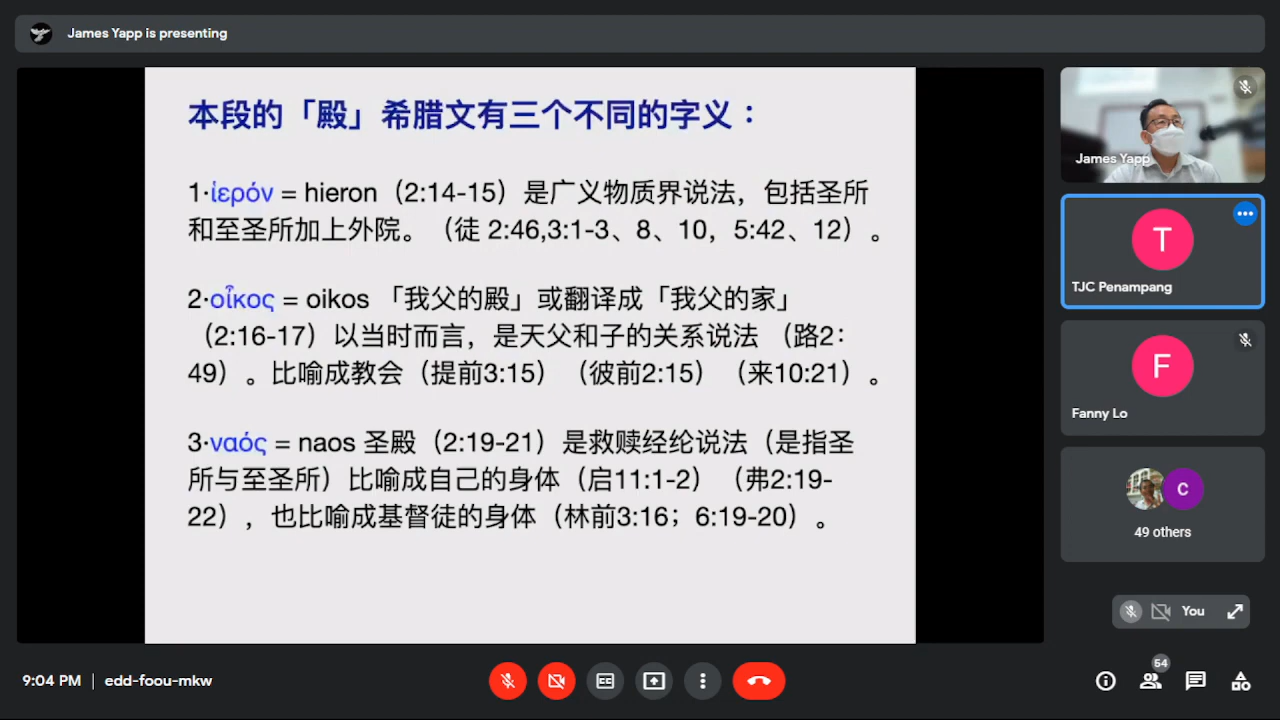 James Yapp is presenting
本段的「殿」希腊文有三个不同的字义：
1·ἱερόν = hieron（2:14-15）是广义物质界说法，包括圣所
和至圣所加上外院。（徒 2:46,3:1-3、8、10，5:42、12）。
2·οἶκος = oikos 「我父的殿」或翻译成「我父的家」
（2:16-17）以当时而言，是天父和子的关系说法 （路2：
49）。比喻成教会（提前3:15）（彼前2:15）（来10:21）。
3·ναός = naos 圣殿（2:19-21）是救赎经纶说法（是指圣
所与至圣所）比喻成自己的身体（启11:1-2）（弗2:19-
22），也比喻成基督徒的身体（林前3:16；6:19-20）。
James Yapp
T
TJC Penampang
F
Fanny Lo
C
49 others
You
9:04 PM | edd-foou-mkw
54